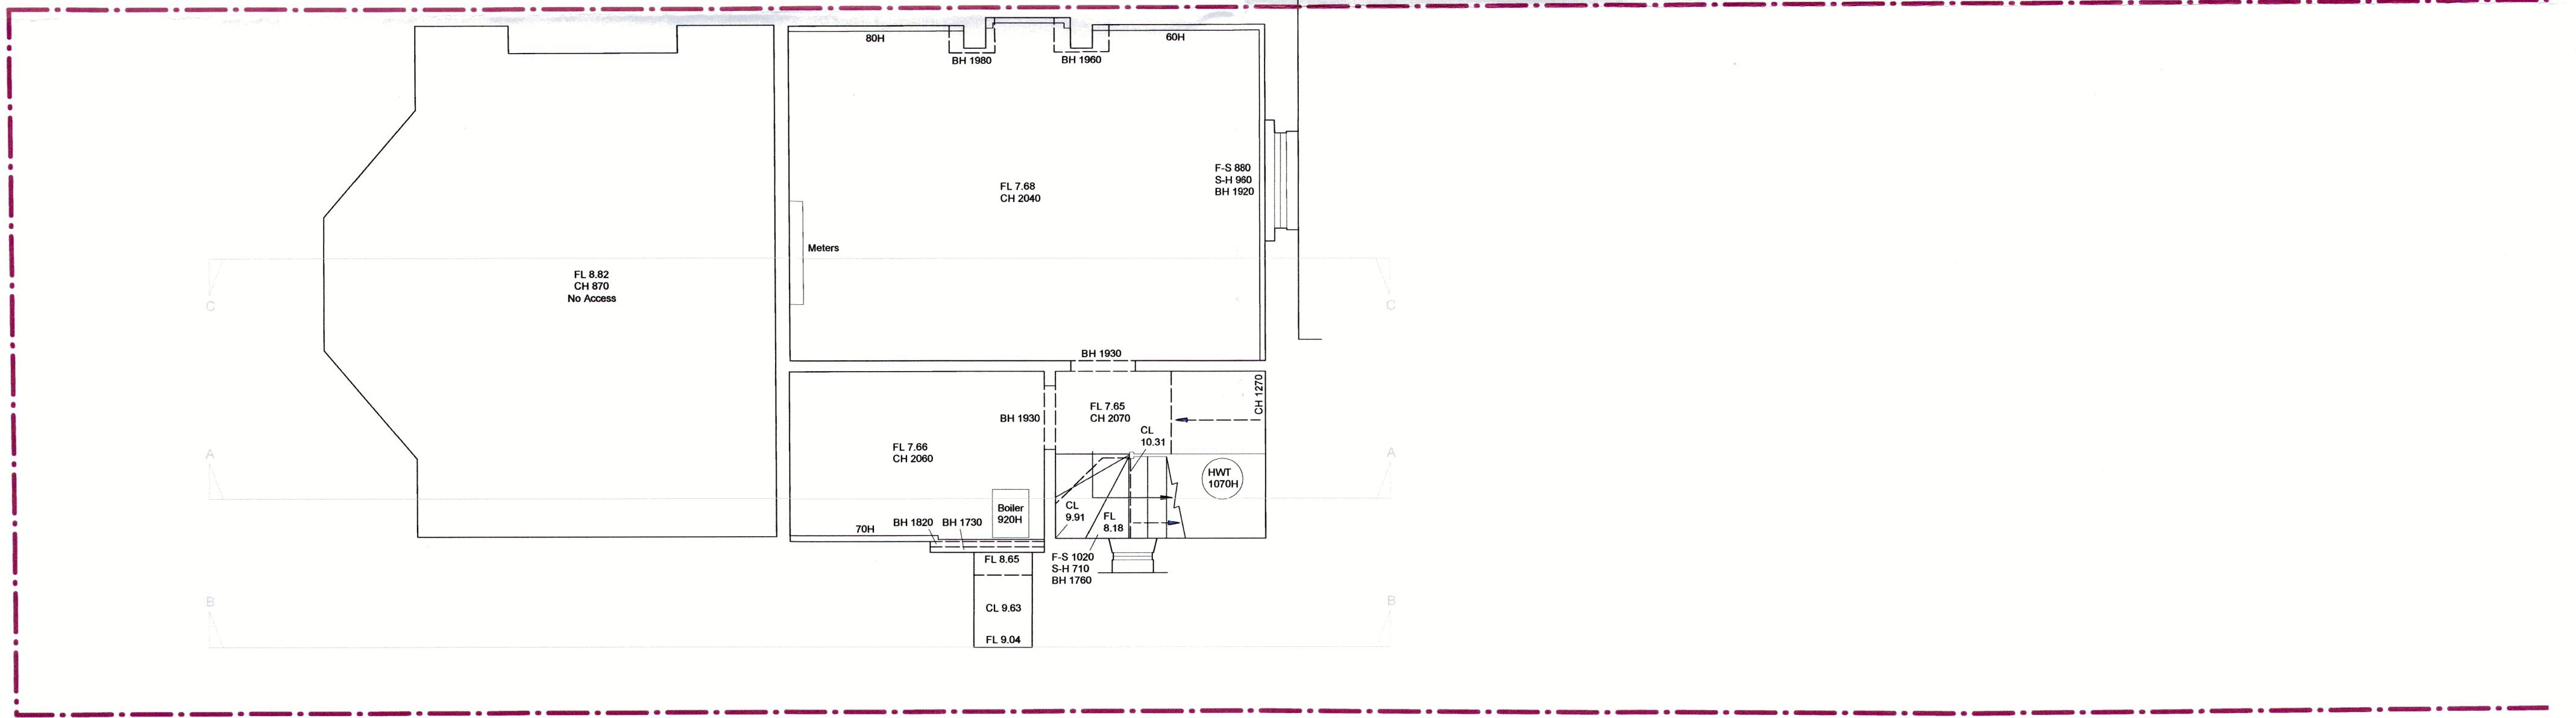 80H
60H
BH 1980
BH 1960
F-S 880
S-H 960
BH 1920
FL 7.68
CH 2040
Meters
FL 8.82
CH 870
No Access
C
C
BH 1930
CH 1270
FL 7.65
CH 2070
BH 1930
CL
10.31
FL 7.66
CH 2060
A
A
HWT
1070H
Boiler
920H
CL
9.91
FL
8.18
70H
BH 1820
BH 1730
FL 8.65
F-S 1020
S-H 710
BH 1760
B
B
CL 9.63
FL 9.04